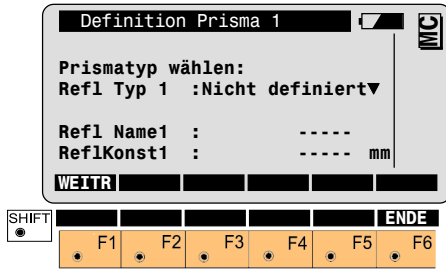 Definition Prisma 1
MC
Prismatyp wählen:
Refl Typ 1 :Nicht definiert▼
Refl Name1 : -----
ReflKonst1 : ----- mm
WEITR
SHIFT
ENDE
F1 F2 F3 F4 F5 F6